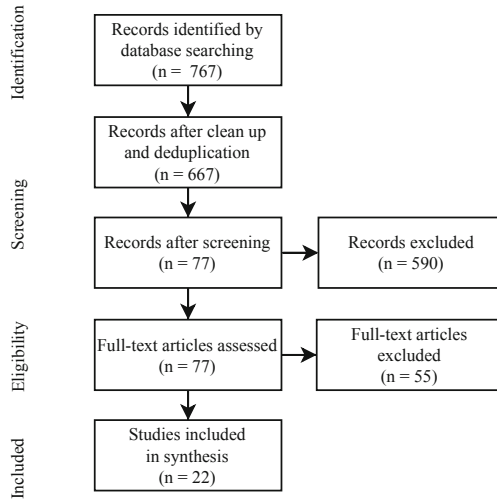 Identification
Records identified by
database searching
(n =  767)
Records after clean up
and deduplication
(n = 667)
Screening
Records after screening
(n = 77)
Records excluded
(n = 590)
Eligibility
Full-text articles assessed
(n = 77)
Full-text articles
excluded
(n = 55)
Included
Studies included
in synthesis
(n = 22)